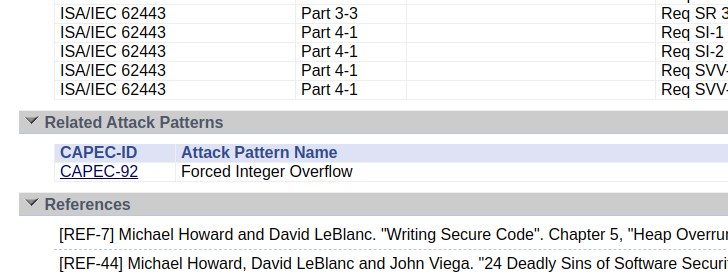 ISA/IEC 62443 Part 3-3 Req SR 3
ISA/IEC 62443 Part 4-1 Req SI-1
ISA/IEC 62443 Part 4-1 Req SI-2
ISA/IEC 62443 Part 4-1 Req SVV-
ISA/IEC 62443 Part 4-1 Req SVV-
Related Attack Patterns
CAPEC-ID Attack Pattern Name
CAPEC-92 Forced Integer Overflow
References
[REF-7] Michael Howard and David LeBlanc. "Writing Secure Code". Chapter 5, "Heap Overru
[REF-44] Michael Howard, David LeBlanc and John Viega. "24 Deadly Sins of Software Securi